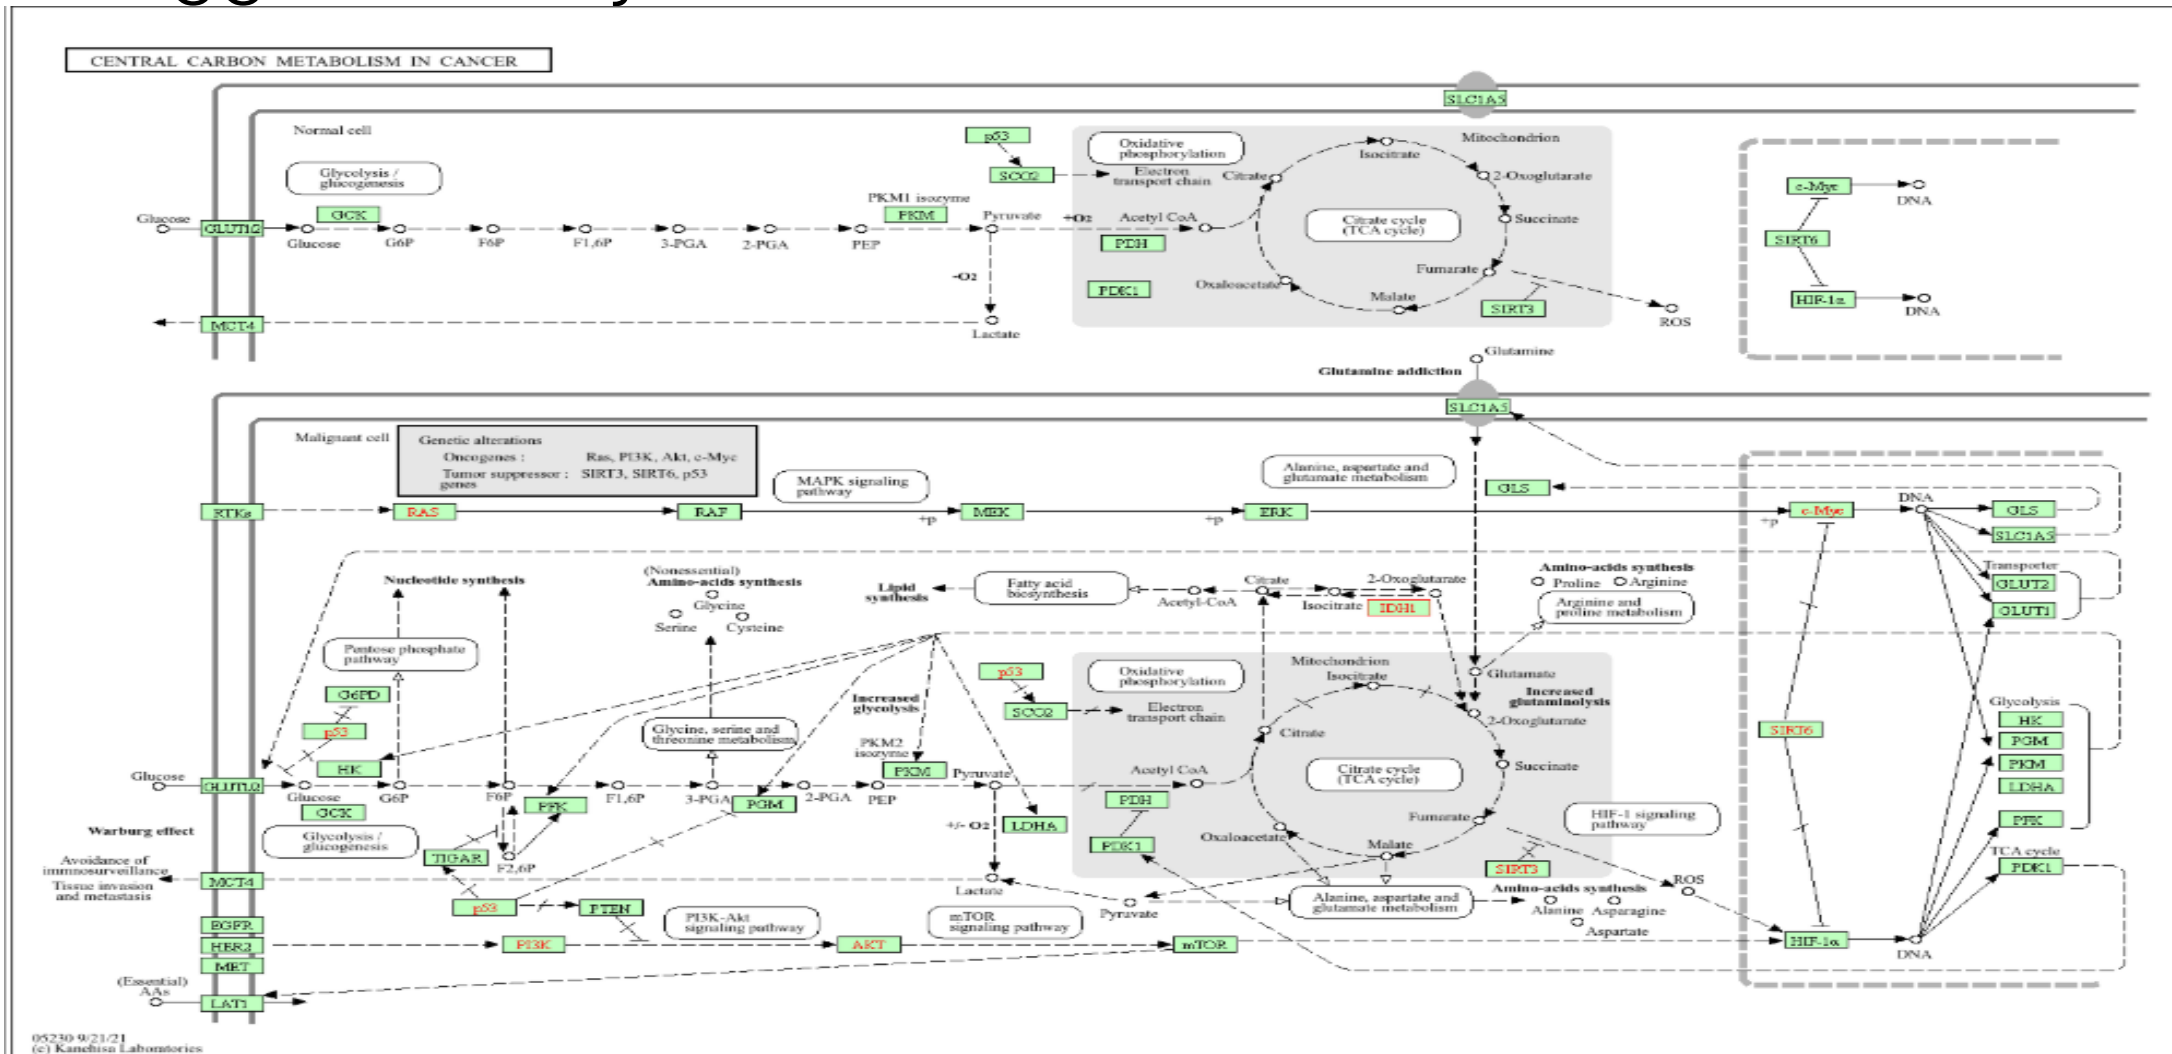 CENTRAL CARBON METABOLISM IN CANCER
SLC1A5
Normal cell
Glycolysis /
glucogenesis
p53
SCO2
Oxidative
phosphorylation
Electron
transport chain
Mitochondrion
Isocitrate
Citrate
2-Oxoglutarate
c-Myc
DNA
Glucose
GLUT1/2
GCK
Glucose
G6P
F6P
F1,6P
3-PGA
2-PGA
PEP
PKM1 isozyme
PKM
Pyruvate
+O2
Acetyl CoA
PDH
Citrate cycle
(TCA cycle)
Succinate
SIRT6
-O2
PDK1
Oxaloacetate
Malate
Fumarate
SIRT3
HIF-1α
DNA
MCT4
Lactate
ROS
Glutamine
Glutamine addiction
SLC1A5
Malignant cell
Genetic alterations
Oncogenes : Ras, PI3K, Akt, c-Myc
Tumor suppressor : SIRT3, SIRT6, p53
genes
MAPK signaling
pathway
Alanine, aspartate and
glutamate metabolism
GLS
RTKs
RAS
RAF
+p
MEK
+p
ERK
+p
c-Myc
DNA
GLS
SLC1A5
Transporter
GLUT2
GLUT1
Nucleotide synthesis
(Nonessential)
Amino-acids synthesis
Glycine
Serine
Cysteine
Lipid
synthesis
Fatty acid
biosynthesis
Acetyl-CoA
Citrate
Isocitrate
2-Oxoglutarate
IDH1
Amino-acids synthesis
Proline
Arginine
Arginine and
proline metabolism
Pentose phosphate
pathway
G6PD
p53
HK
Increased
glycolysis
Glycine, serine and
threonine metabolism
PKM2
isozyme
PKM
p53
SCO2
Oxidative
phosphorylation
Electron
transport chain
Mitochondrion
Isocitrate
Glutamate
Increased
glutaminolysis
2-Oxoglutarate
Citrate
SIRT6
Glycolysis
HK
PGM
PKM
LDHA
PFK
Glucose
GLUT1/2
Glucose
GCK
G6P
F6P
PFK
F1,6P
3-PGA
PGM
2-PGA
PEP
Pyruvate
Acetyl CoA
PDH
Citrate cycle
(TCA cycle)
Succinate
Warburg effect
Glycolysis /
glucogenesis
TIGAR
F2,6P
+/- O2
LDHA
PDK1
Oxaloacetate
Malate
Fumarate
HIF-1 signaling
pathway
SIRT3
TCA cycle
PDK1
Avoidance of
immunosurveillance
Tissue invasion
and metastasis
MCT4
Lactate
Pyruvate
Alanine, aspartate and
glutamate metabolism
Amino-acids synthesis
Alanine
Asparagine
Aspartate
ROS
p53
PTEN
PI3K-Akt
signaling pathway
mTOR
signaling pathway
EGFR
HER2
MET
PI3K
AKT
mTOR
HIF-1α
DNA
(Essential)
AAs
LAT1
05230 9/21/21
(c) Kanehisa Laboratories